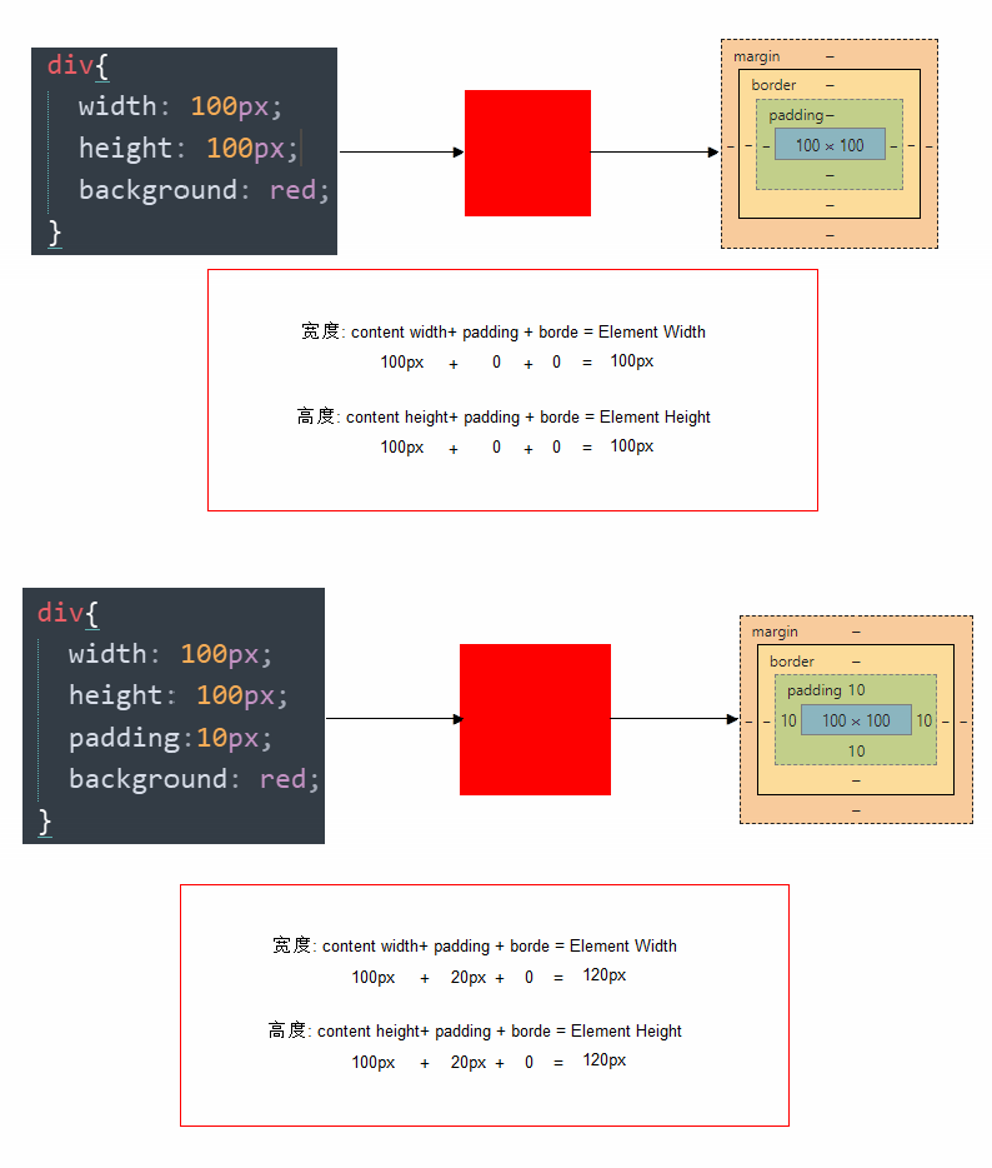 div{
width: 100px;
height: 100px;
background: red;
}
margin –
border –
padding–
– – – 100 × 100 – – –
–
–
–
宽度: content width+ padding + borde = Element Width
100px + 0 + 0 = 100px
高度: content height+ padding + borde = Element Height
100px + 0 + 0 = 100px
div{
width: 100px;
height: 100px;
padding:10px;
background: red;
}
margin –
border –
padding 10
– – 10 100 × 100 10 – –
10
–
–
宽度: content width+ padding + borde = Element Width
100px + 20px + 0 = 120px
高度: content height+ padding + borde = Element Height
100px + 20px + 0 = 120px